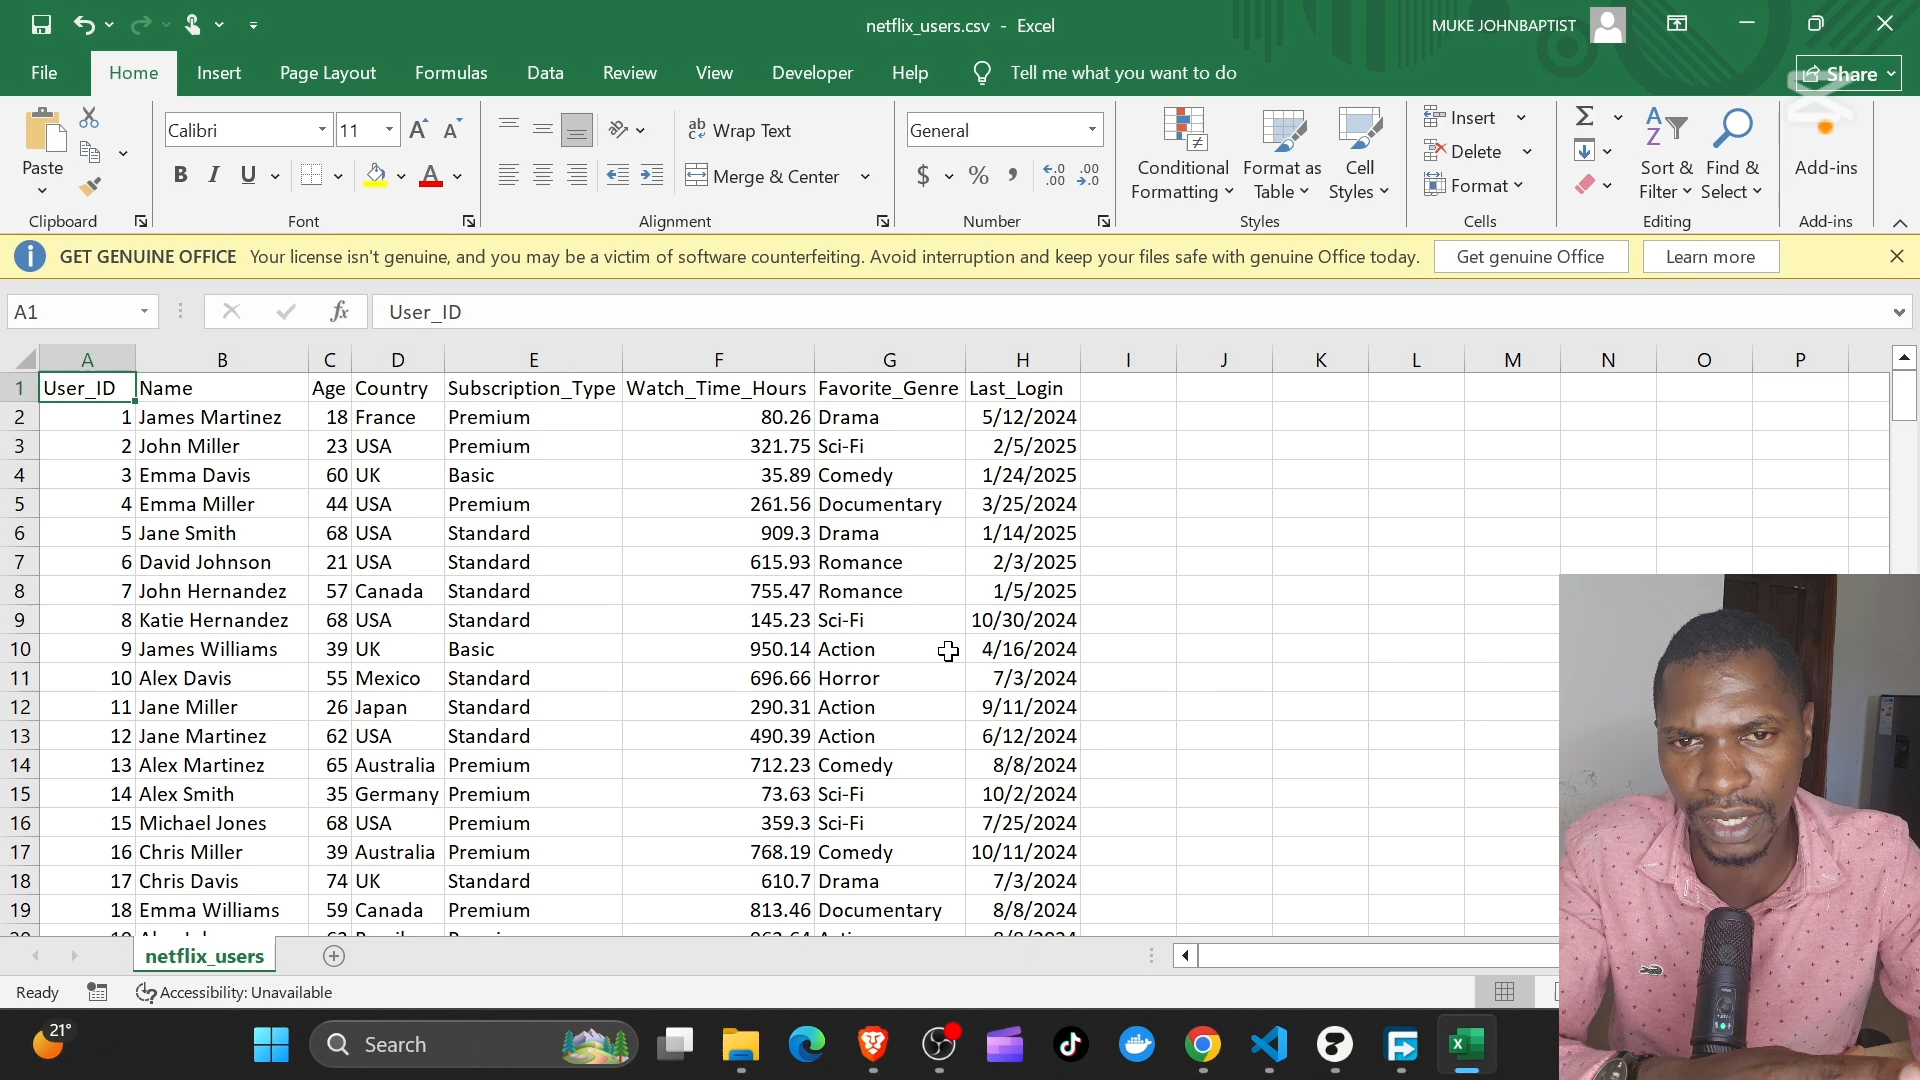 netflix_users.csv - Excel
MUKE JOHNBAPTIST
File Home Insert Page Layout Formulas Data Review View Developer Help Tell me what you want to do Share
Paste
Clipboard
Calibri 11
B I U A
Font
ab Wrap Text
Merge & Center
Alignment
General
$ % , .00 .00
Number
Conditional Formatting
Format as Table
Cell Styles
Styles
Insert
Delete
Format
Cells
Sort & Filter
Find & Select
Editing
Add-ins
Add-ins
GET GENUINE OFFICE Your license isn't genuine, and you may be a victim of software counterfeiting. Avoid interruption and keep your files safe with genuine Office today. Get genuine Office Learn more
A1 fx User_ID
A B C D E F G H I J K L M N O P
1 User_ID Name Age Country Subscription_Type Watch_Time_Hours Favorite_Genre Last_Login
2 1 James Martinez 18 France Premium 80.26 Drama 5/12/2024
3 2 John Miller 23 USA Premium 321.75 Sci-Fi 2/5/2025
4 3 Emma Davis 60 UK Basic 35.89 Comedy 1/24/2025
5 4 Emma Miller 44 USA Premium 261.56 Documentary 3/25/2024
6 5 Jane Smith 68 USA Standard 909.3 Drama 1/14/2025
7 6 David Johnson 21 USA Standard 615.93 Romance 2/3/2025
8 7 John Hernandez 57 Canada Standard 755.47 Romance 1/5/2025
9 8 Katie Hernandez 68 USA Standard 145.23 Sci-Fi 10/30/2024
10 9 James Williams 39 UK Basic 950.14 Action 4/16/2024
11 10 Alex Davis 55 Mexico Standard 696.66 Horror 7/3/2024
12 11 Jane Miller 26 Japan Standard 290.31 Action 9/11/2024
13 12 Jane Martinez 62 USA Standard 490.39 Action 6/12/2024
14 13 Alex Martinez 65 Australia Premium 712.23 Comedy 8/8/2024
15 14 Alex Smith 35 Germany Premium 73.63 Sci-Fi 10/2/2024
16 15 Michael Jones 68 USA Premium 359.3 Sci-Fi 7/25/2024
17 16 Chris Miller 39 Australia Premium 768.19 Comedy 10/11/2024
18 17 Chris Davis 74 UK Standard 610.7 Drama 7/3/2024
19 18 Emma Williams 59 Canada Premium 813.46 Documentary 8/8/2024
netflix_users
Ready Accessibility: Unavailable
21° Search